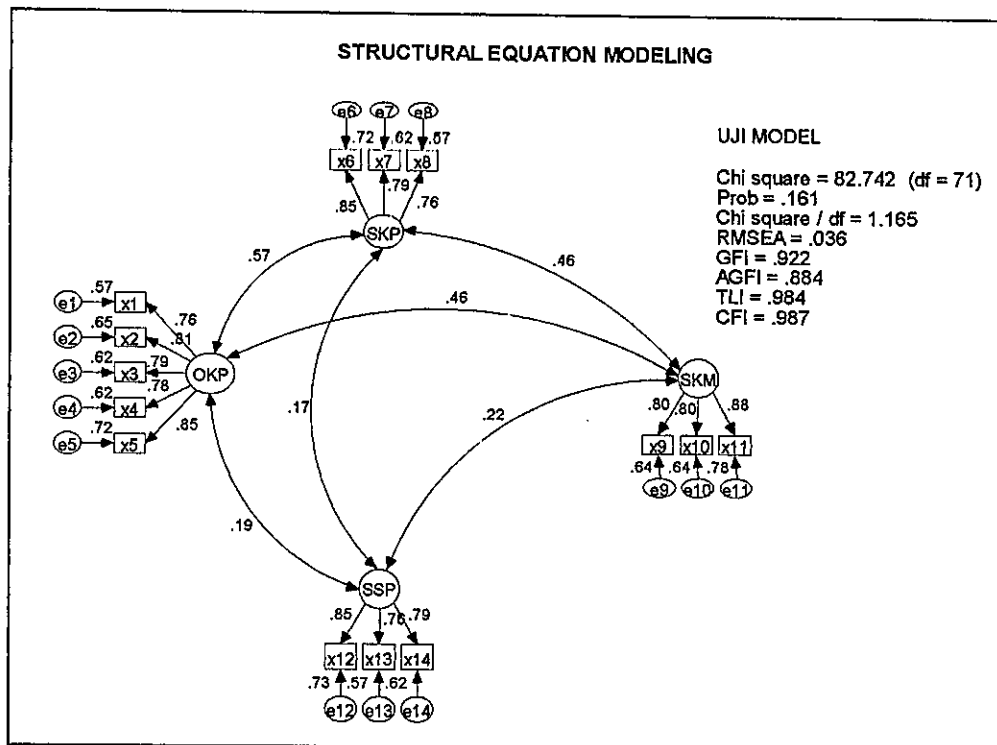 STRUCTURAL EQUATION MODELING
e6 e7 e8
.72 .62 .57
x6 x7 x8
.85 .79 .76
SKP
UJI MODEL
Chi square = 82.742 (df = 71)
Prob = .161
Chi square / df = 1.165
RMSEA = .036
GFI = .922
AGFI = .884
TLI = .984
CFI = .987
.57
.46
.46
e1 .57 x1 .76
e2 .65 x2 .81
e3 .62 x3 .79
e4 .62 x4 .78
e5 .72 x5 .85
OKP
.17
.22
.19
SKM
.80 .80 .88
x9 x10 x11
.64 .64 .78
e9 e10 e11
SSP
.85 .76 .79
x12 x13 x14
.73 .57 .62
e12 e13 e14